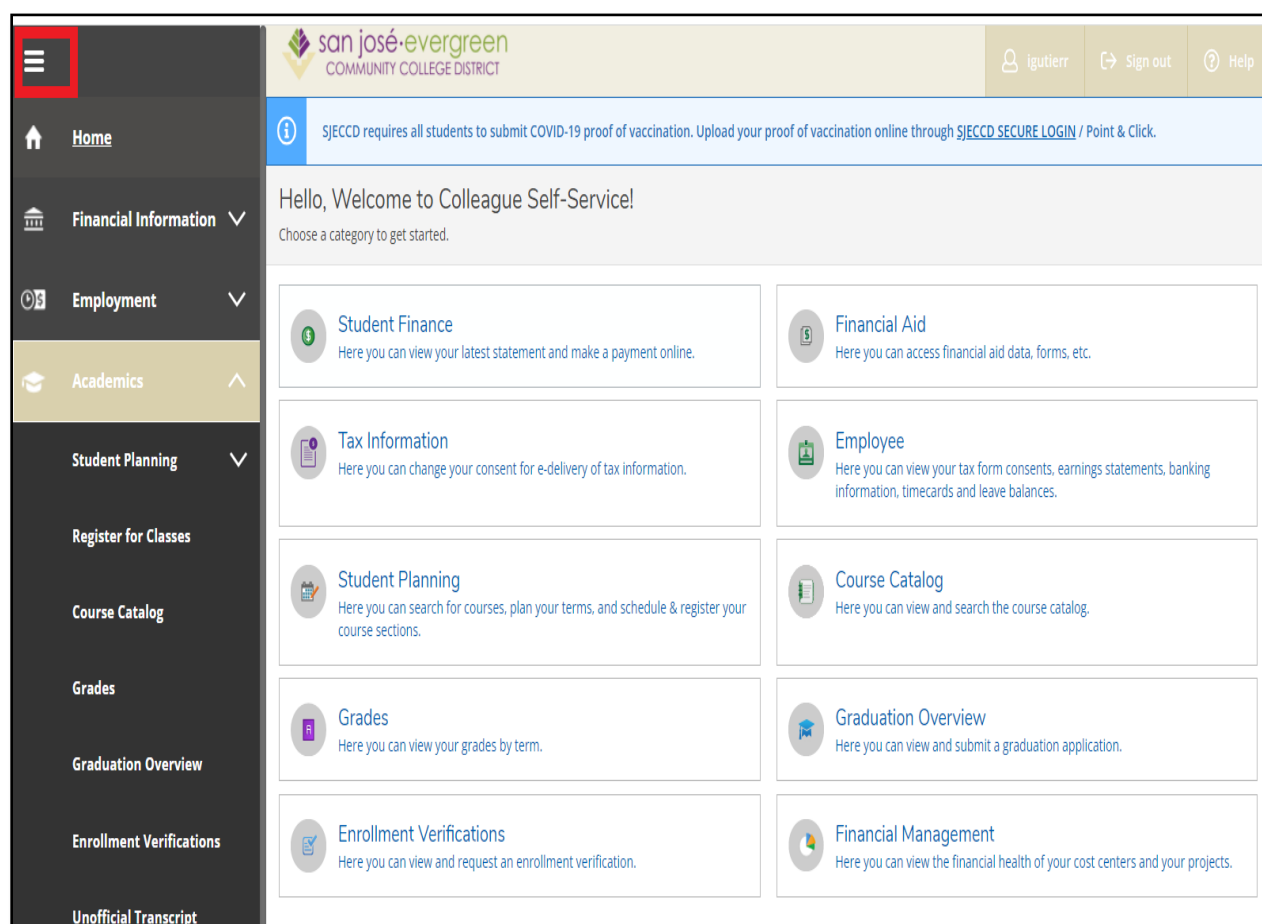 san josé·evergreen
COMMUNITY COLLEGE DISTRICT
igutierr
Sign out
Help
Home
Financial Information
Employment
Academics
Student Planning
Register for Classes
Course Catalog
Grades
Graduation Overview
Enrollment Verifications
Unofficial Transcript
SJECCD requires all students to submit COVID-19 proof of vaccination. Upload your proof of vaccination online through SJECCD SECURE LOGIN / Point & Click.
Hello, Welcome to Colleague Self-Service!
Choose a category to get started.
Student Finance
Here you can view your latest statement and make a payment online.
Financial Aid
Here you can access financial aid data, forms, etc.
Tax Information
Here you can change your consent for e-delivery of tax information.
Employee
Here you can view your tax form consents, earnings statements, banking
information, timecards and leave balances.
Student Planning
Here you can search for courses, plan your terms, and schedule & register your
course sections.
Course Catalog
Here you can view and search the course catalog.
Grades
Here you can view your grades by term.
Graduation Overview
Here you can view and submit a graduation application.
Enrollment Verifications
Here you can view and request an enrollment verification.
Financial Management
Here you can view the financial health of your cost centers and your projects.